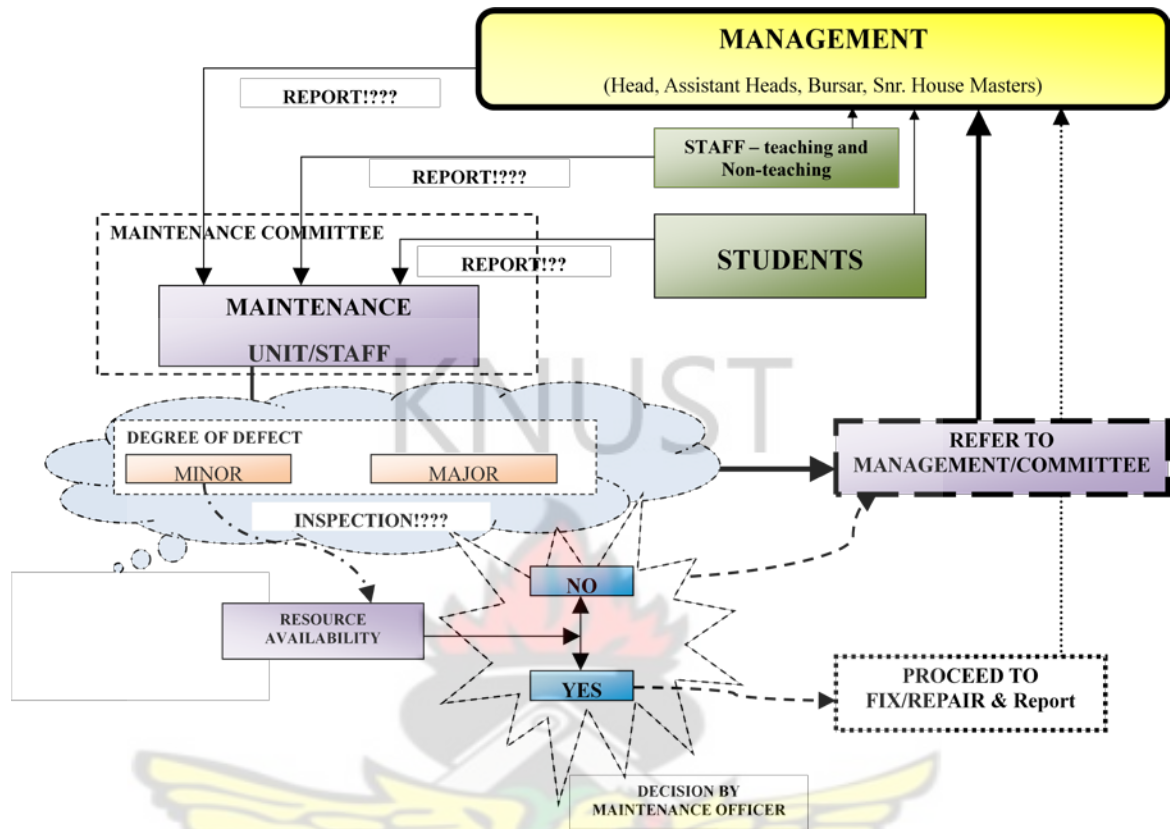 MANAGEMENT
(Head, Assistant Heads, Bursar, Snr. House Masters)
REPORT!???
STAFF – teaching and
Non-teaching
REPORT!???
MAINTENANCE COMMITTEE
REPORT!??
STUDENTS
MAINTENANCE
UNIT/STAFF
KNUST
DEGREE OF DEFECT
MINOR
MAJOR
REFER TO
MANAGEMENT/COMMITTEE
INSPECTION!???
NO
RESOURCE
AVAILABILITY
YES
PROCEED TO
FIX/REPAIR & Report
DECISION BY
MAINTENANCE OFFICER